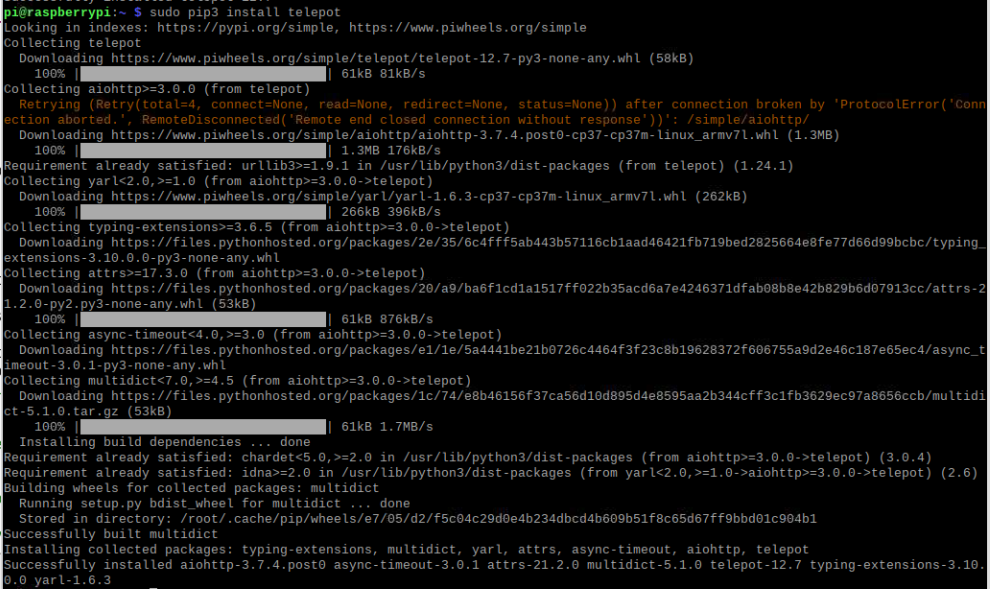 pi@raspberrypi:~ $ sudo pip3 install telepot
Looking in indexes: https://pypi.org/simple, https://www.piwheels.org/simple
Collecting telepot
  Downloading https://www.piwheels.org/simple/telepot/telepot-12.7-py3-none-any.whl (58kB)
    100% |████████████████████████████████| 61kB 81kB/s
Collecting aiohttp>=3.0.0 (from telepot)
  Retrying (Retry(total=4, connect=None, read=None, redirect=None, status=None)) after connection broken by 'ProtocolError('Conn
ection aborted.', RemoteDisconnected('Remote end closed connection without response'))': /simple/aiohttp/
  Downloading https://www.piwheels.org/simple/aiohttp/aiohttp-3.7.4.post0-cp37-cp37m-linux_armv7l.whl (1.3MB)
    100% |████████████████████████████████| 1.3MB 176kB/s
Requirement already satisfied: urllib3>=1.9.1 in /usr/lib/python3/dist-packages (from telepot) (1.24.1)
Collecting yarl<2.0,>=1.0 (from aiohttp>=3.0.0->telepot)
  Downloading https://www.piwheels.org/simple/yarl/yarl-1.6.3-cp37-cp37m-linux_armv7l.whl (262kB)
    100% |████████████████████████████████| 266kB 396kB/s
Collecting typing-extensions>=3.6.5 (from aiohttp>=3.0.0->telepot)
  Downloading https://files.pythonhosted.org/packages/2e/35/6c4fff5ab443b57116cb1aad46421fb719bed2825664e8fe77d66d99bcbc/typing_
extensions-3.10.0.0-py3-none-any.whl
Collecting attrs>=17.3.0 (from aiohttp>=3.0.0->telepot)
  Downloading https://files.pythonhosted.org/packages/20/a9/ba6f1cd1a1517ff022b35acd6a7e4246371dfab08b8e42b829b6d07913cc/attrs-2
1.2.0-py2.py3-none-any.whl (53kB)
    100% |████████████████████████████████| 61kB 876kB/s
Collecting async-timeout<4.0,>=3.0 (from aiohttp>=3.0.0->telepot)
  Downloading https://files.pythonhosted.org/packages/e1/1e/5a4441be21b0726c4464f3f23c8b19628372f606755a9d2e46c187e65ec4/async_t
imeout-3.0.1-py3-none-any.whl
Collecting multidict<7.0,>=4.5 (from aiohttp>=3.0.0->telepot)
  Downloading https://files.pythonhosted.org/packages/1c/74/e8b46156f37ca56d10d895d4e8595aa2b344cff3c1fb3629ec97a8656ccb/multidi
ct-5.1.0.tar.gz (53kB)
    100% |████████████████████████████████| 61kB 1.7MB/s
  Installing build dependencies ... done
Requirement already satisfied: chardet<5.0,>=2.0 in /usr/lib/python3/dist-packages (from aiohttp>=3.0.0->telepot) (3.0.4)
Requirement already satisfied: idna>=2.0 in /usr/lib/python3/dist-packages (from yarl<2.0,>=1.0->aiohttp>=3.0.0->telepot) (2.6)
Building wheels for collected packages: multidict
  Running setup.py bdist_wheel for multidict ... done
  Stored in directory: /root/.cache/pip/wheels/e7/05/d2/f5c04c29d0e4b234dbcd4b609b51f8c65d67ff9bbd01c904b1
Successfully built multidict
Installing collected packages: typing-extensions, multidict, yarl, attrs, async-timeout, aiohttp, telepot
Successfully installed aiohttp-3.7.4.post0 async-timeout-3.0.1 attrs-21.2.0 multidict-5.1.0 telepot-12.7 typing-extensions-3.10.
0.0 yarl-1.6.3